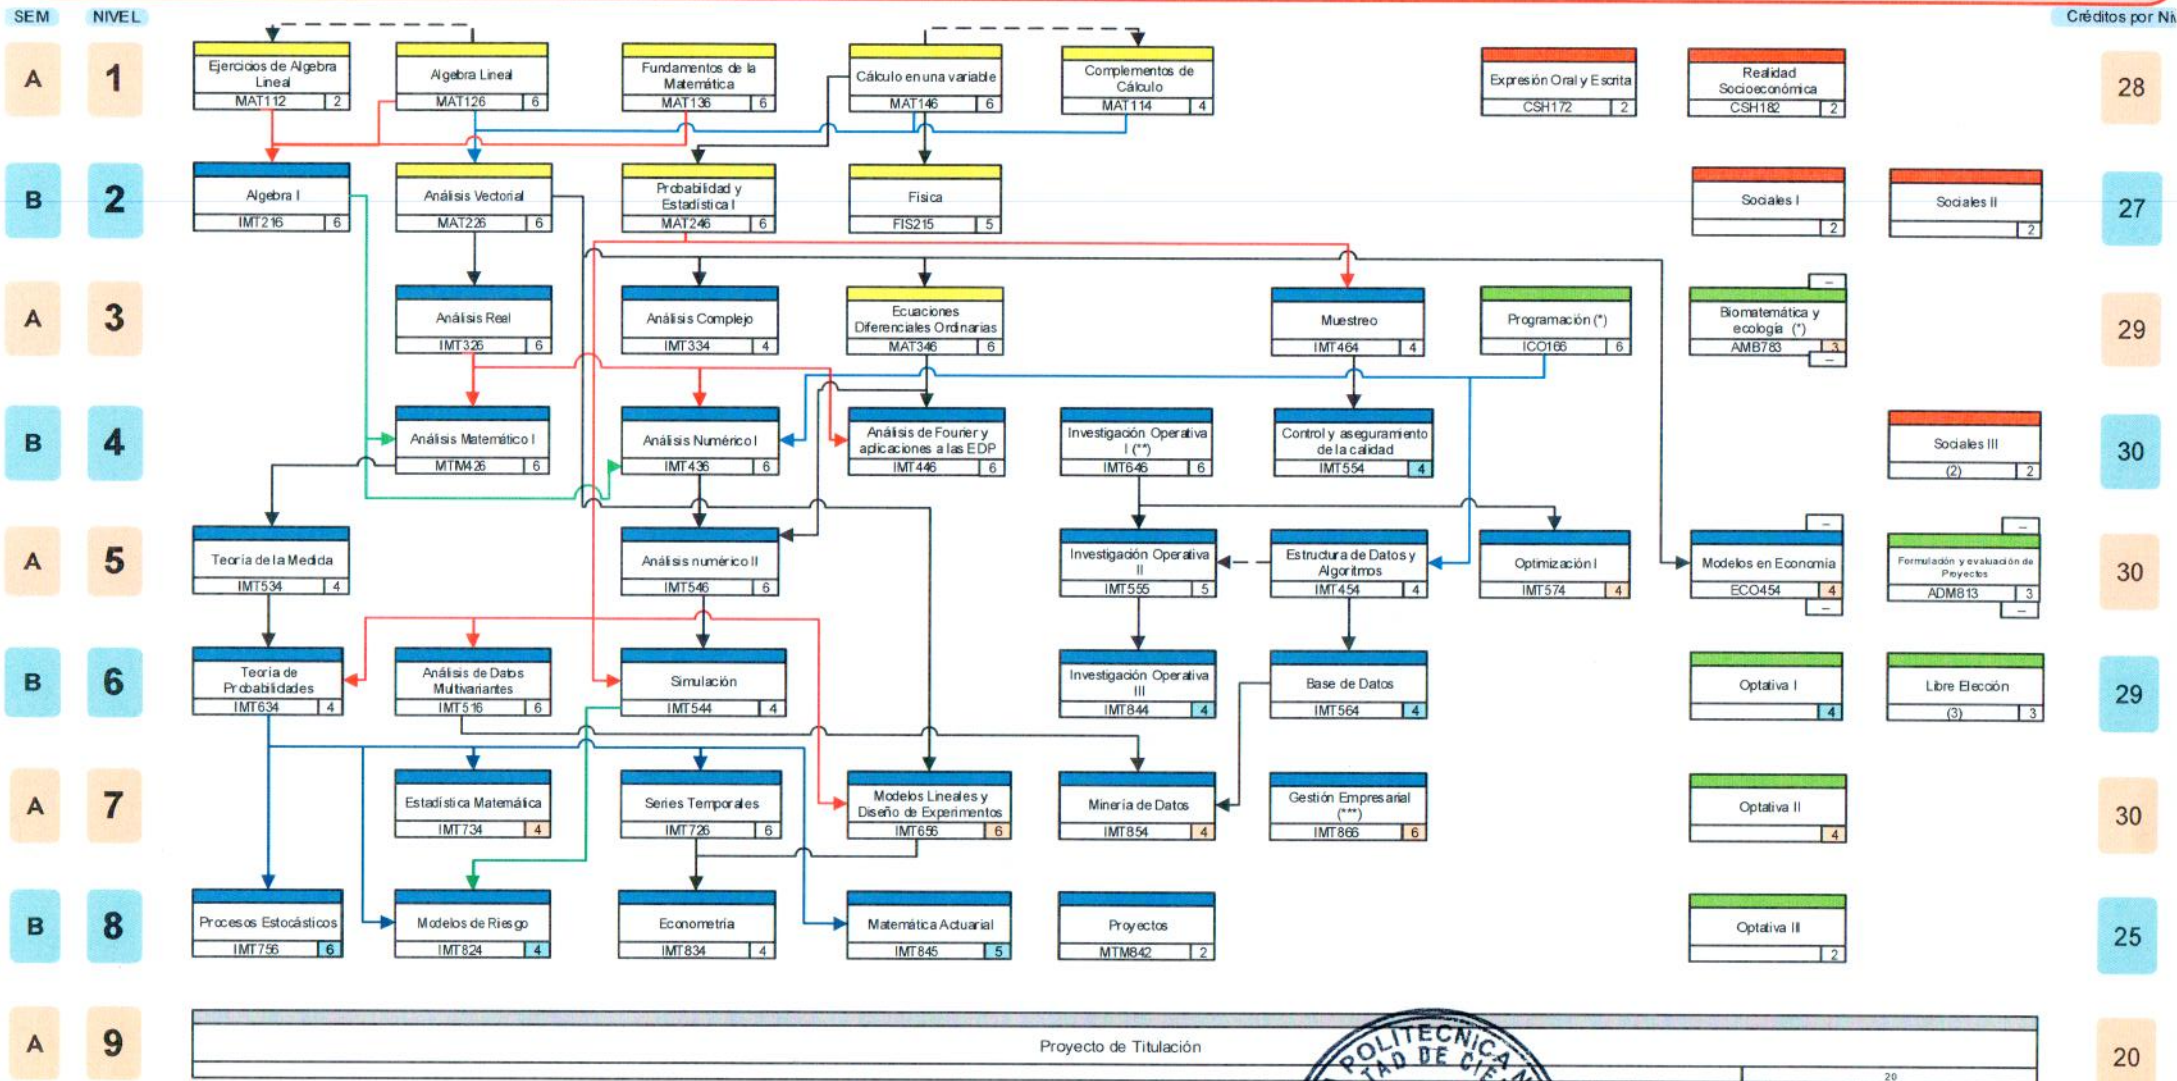 SEM NIVEL Créditos por Niv
A 1 28
Ejercicios de Algebra
Lineal
MAT112 2
Algebra Lineal
MAT126 6
Fundamentos de la
Matemática
MAT136 6
Cálculo en una variable
MAT146 6
Complementos de
Cálculo
MAT114 4
Expresión Oral y Escrita
CSH172 2
Realidad
Socioeconómica
CSH182 2
B 2 27
Algebra I
IMT216 6
Análisis Vectorial
MAT226 6
Probabilidad y
Estadística I
MAT246 6
Física
FIS215 5
Sociales I
2
Sociales II
2
A 3 29
Análisis Real
IMT326 6
Análisis Complejo
IMT334 4
Ecuaciones
Diferenciales Ordinarias
MAT346 6
Muestreo
IMT464 4
Programación (*)
ICO166 6
--
Biomatemática y
ecología (*)
AMB783 3
--
B 4 30
Análisis Matemático I
MTM426 6
Análisis Numérico I
IMT436 6
Análisis de Fourier y
aplicaciones a las EDP
IMT446 6
Investigación Operativa
I (**)
IMT646 6
Control y aseguramiento
de la calidad
IMT554 4
Sociales III
(2) 2
A 5 30
Teoría de la Medida
IMT534 4
Análisis numérico II
IMT546 6
Investigación Operativa
II
IMT555 5
Estructura de Datos y
Algoritmos
IMT454 4
Optimización I
IMT574 4
--
Modelos en Economía
ECO454 4
--
--
Formulación y evaluación de
Proyectos
ADM813 3
--
B 6 29
Teoría de
Probabilidades
IMT634 4
Análisis de Datos
Multivariantes
IMT516 6
Simulación
IMT544 4
Investigación Operativa
III
IMT844 4
Base de Datos
IMT564 4
Optativa I
4
Libre Elección
(3) 3
A 7 30
Estadística Matemática
IMT734 4
Series Temporales
IMT726 6
Modelos Lineales y
Diseño de Experimentos
IMT656 6
Minería de Datos
IMT854 4
Gestión Empresarial
(***)
IMT866 6
Optativa II
4
B 8 25
Procesos Estocásticos
IMT756 6
Modelos de Riesgo
IMT824 4
Econometría
IMT834 4
Matemática Actuarial
IMT845 5
Proyectos
MTM842 2
Optativa III
2
A 9 20
Proyecto de Titulación
20
POLITECNICA N
TAD DE CIE